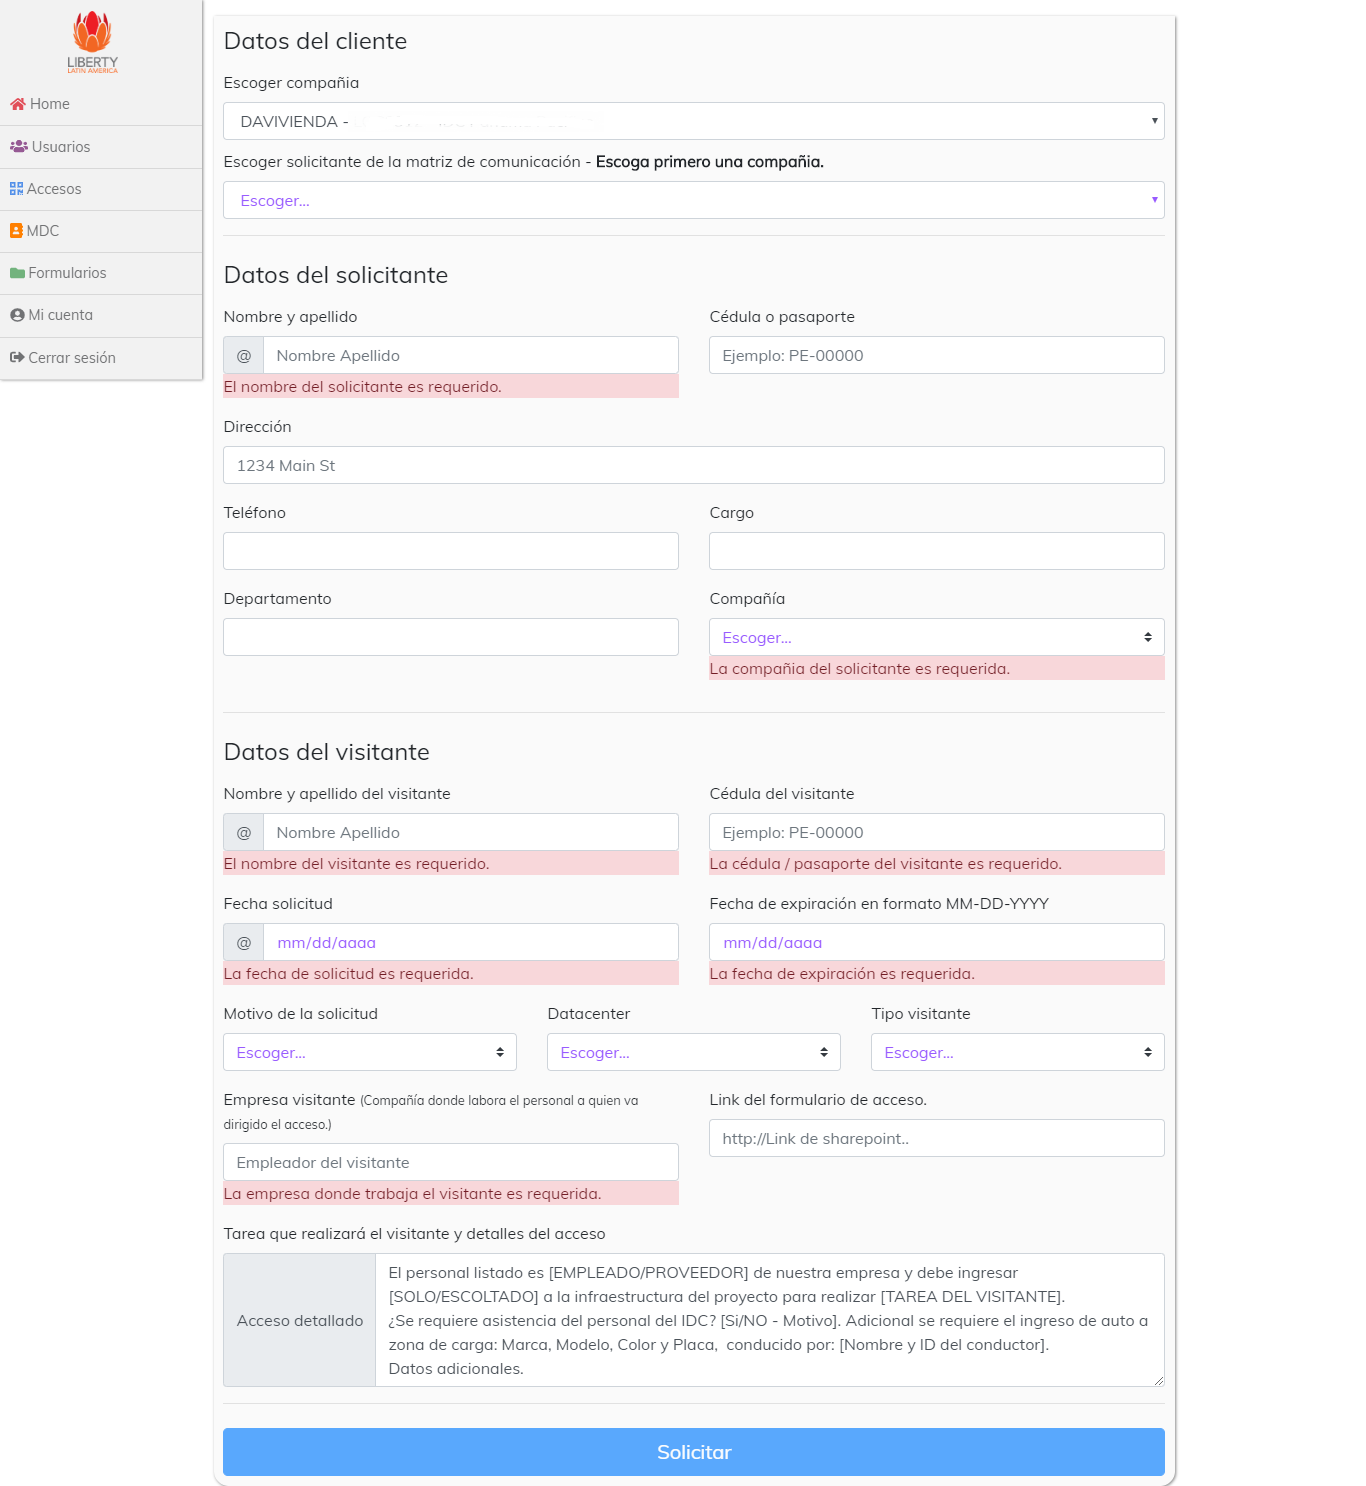 LIBERTY
LATIN AMERICA
Home
Usuarios
Accesos
MDC
Formularios
Mi cuenta
Cerrar sesión
Datos del cliente
Escoger compañia
DAVIVIENDA -
Escoger solicitante de la matriz de comunicación - Escoga primero una compañia.
Escoger...
Datos del solicitante
Nombre y apellido
Cédula o pasaporte
@ Nombre Apellido
Ejemplo: PE-00000
El nombre del solicitante es requerido.
Dirección
1234 Main St
Teléfono
Cargo
Departamento
Compañía
Escoger...
La compañia del solicitante es requerida.
Datos del visitante
Nombre y apellido del visitante
Cédula del visitante
@ Nombre Apellido
Ejemplo: PE-00000
El nombre del visitante es requerido.
La cédula / pasaporte del visitante es requerido.
Fecha solicitud
Fecha de expiración en formato MM-DD-YYYY
@ mm/dd/aaaa
mm/dd/aaaa
La fecha de solicitud es requerida.
La fecha de expiración es requerida.
Motivo de la solicitud
Datacenter
Tipo visitante
Escoger...
Escoger...
Escoger...
Empresa visitante (Compañía donde labora el personal a quien va
dirigido el acceso.)
Link del formulario de acceso.
http://Link de sharepoint..
Empleador del visitante
La empresa donde trabaja el visitante es requerida.
Tarea que realizará el visitante y detalles del acceso
Acceso detallado
El personal listado es [EMPLEADO/PROVEEDOR] de nuestra empresa y debe ingresar
[SOLO/ESCOLTADO] a la infraestructura del proyecto para realizar [TAREA DEL VISITANTE].
¿Se requiere asistencia del personal del IDC? [Si/NO - Motivo]. Adicional se requiere el ingreso de auto a
zona de carga: Marca, Modelo, Color y Placa,  conducido por: [Nombre y ID del conductor].
Datos adicionales.
Solicitar